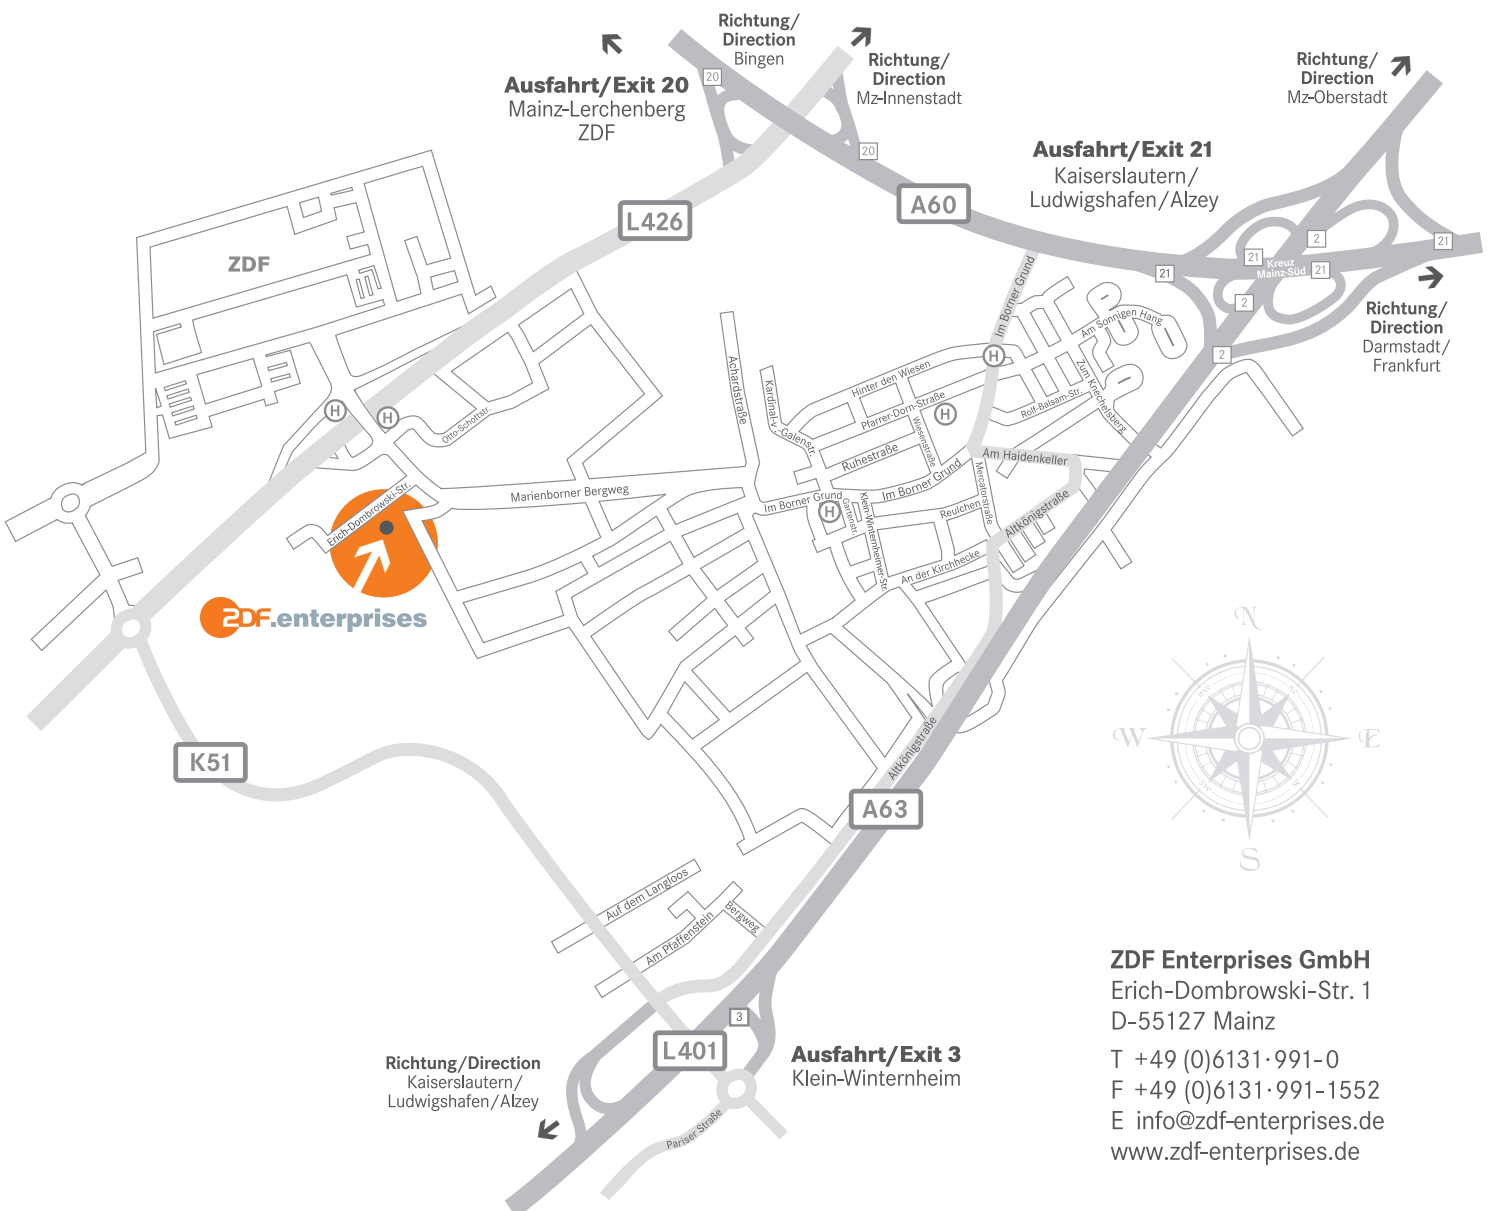 Richtung/
Direction
Bingen
Ausfahrt/Exit 20
Mainz-Lerchenberg
ZDF
Richtung/
Direction
Mz-Innenstadt
Richtung/
Direction
Mz-Oberstadt
20
20
Ausfahrt/Exit 21
Kaiserslautern/
Ludwigshafen/Alzey
A60
L426
ZDF
2
21
21
21
21
Kreuz
Mainz-Süd
2
2
Richtung/
Direction
Darmstadt/
Frankfurt
Im Borner Grund
Am Sonnigen Hang
Zum Knechelsberg
Rolf-Balsam-Str.
Hinter den Wiesen
Pfarrer-Dorn-Straße
Wiesenstraße
Ruhestraße
Achardstraße
Kardinal-v.-Galenstr.
H
H
H
H
H
Otto-Schottstr.
Am Haidenkeller
Mercatorstraße
Im Borner Grund
Im Borner Grund
Marienborner Bergweg
Erich-Dombrowski-Str.
Gartenstr.
Klein-Winternheimer-Str.
Reulchen
Altkönigstraße
An der Kirchhecke
ZDF.enterprises
N
nw
ne
W
E
sw
se
S
K51
Altkönigstraße
A63
Auf dem Langloos
Am Pfaffenstein
Bergweg
3
L401
Ausfahrt/Exit 3
Klein-Winternheim
Richtung/Direction
Kaiserslautern/
Ludwigshafen/Alzey
Pariser Straße
ZDF Enterprises GmbH
Erich-Dombrowski-Str. 1
D-55127 Mainz
T +49 (0)6131·991-0
F +49 (0)6131·991-1552
E info@zdf-enterprises.de
www.zdf-enterprises.de